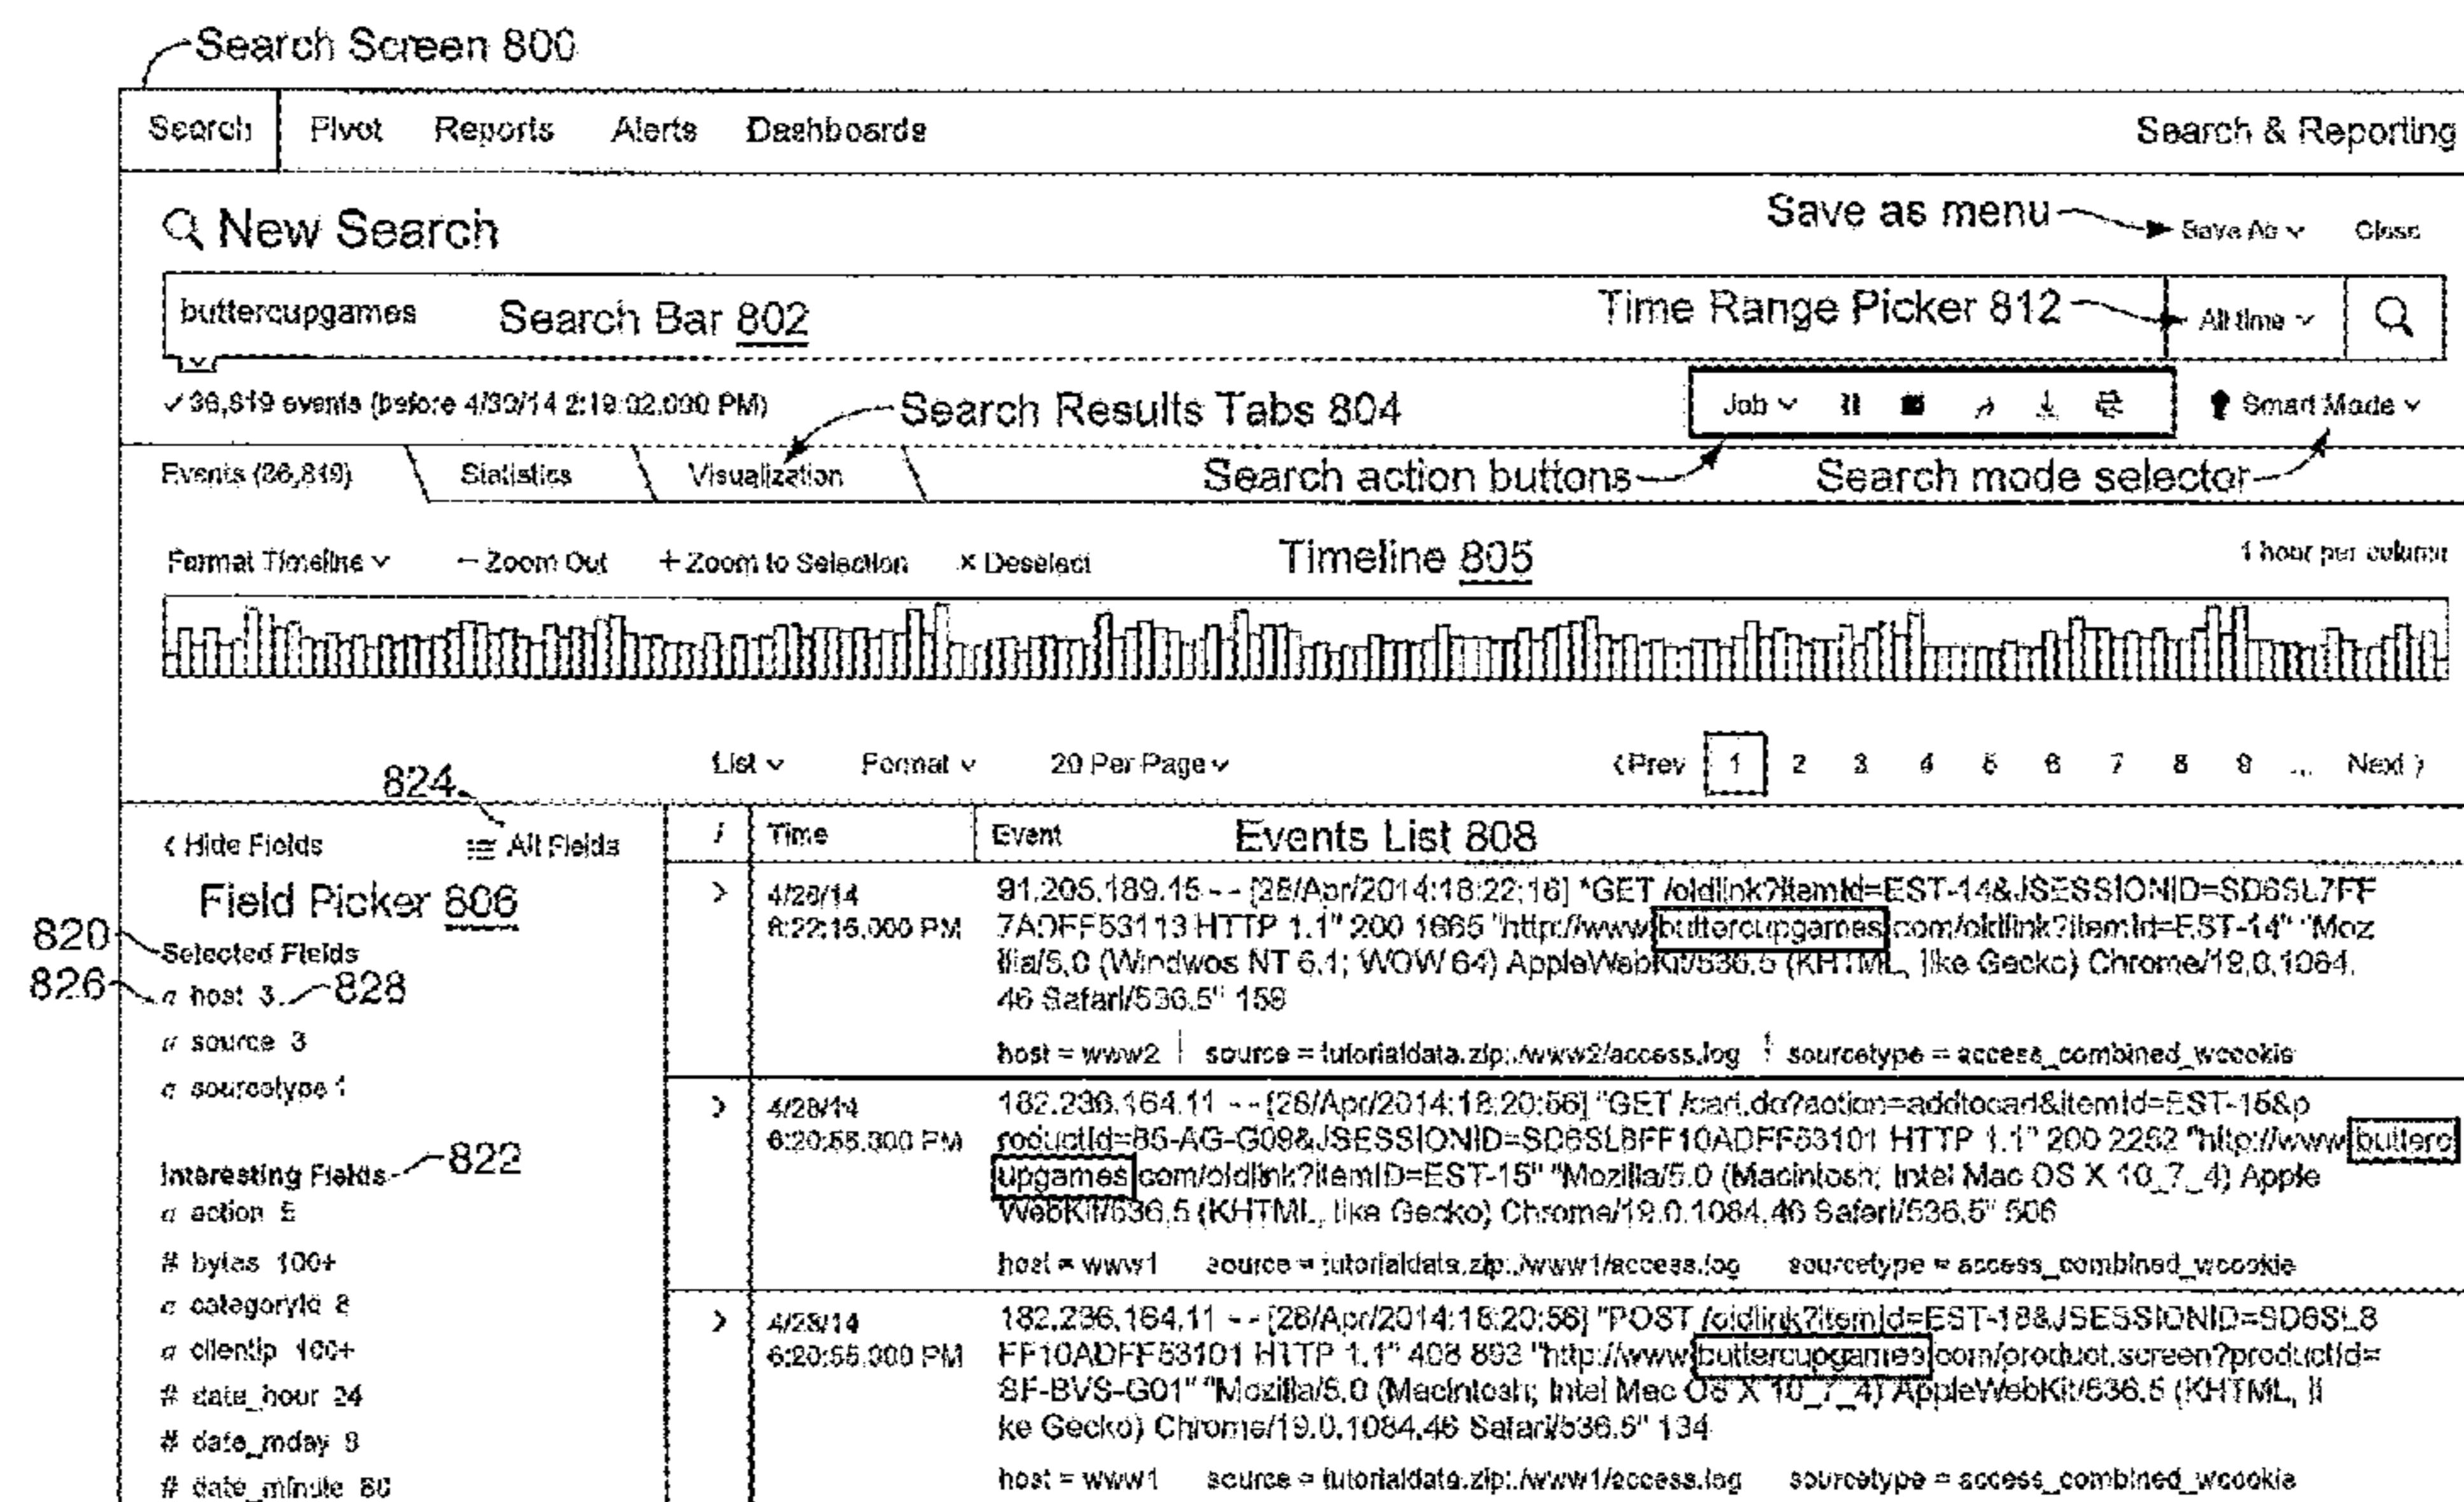 Search Screen 800
Search Pivot Reports Alerts Dashboards Search & Reporting
New Search Save as menu Save As Close
buttercupgames Search Bar 802 Time Range Picker 812 All time
36,819 events (before 4/30/14 2:19:02.000 PM) Search Results Tabs 804 Job Smart Mode
Events (36,819) Statistics Visualization Search action buttons Search mode selector
Format Timeline – Zoom Out + Zoom to Selection × Deselect Timeline 805 1 hour per column
List Format 20 Per Page < Prev 1 2 3 4 5 6 7 8 9 ... Next >
824
< Hide Fields All Fields i Time Event Events List 808
Field Picker 806
820
Selected Fields
826 a host 3 828
a source 3
a sourcetype 1
Interesting Fields 822
a action 5
# bytes 100+
a categoryId 8
a clientip 100+
# date_hour 24
# date_mday 8
# date_minute 60
> 4/28/14 91.205.189.15 - - [28/Apr/2014:18:22:16] "GET /oldlink?itemId=EST-14&JSESSIONID=SD6SL7FF
6:22:16.000 PM 7ADFF53113 HTTP 1.1" 200 1665 "http://www.buttercupgames.com/oldlink?itemId=EST-14" "Moz
illa/5.0 (Windwos NT 6.1; WOW 64) AppleWebKit/536.5 (KHTML, like Gecko) Chrome/19.0.1084.
46 Safari/536.5" 159
host = www2 source = tutorialdata.zip:./www2/access.log sourcetype = access_combined_wcookie
> 4/28/14 182.236.164.11 - - [28/Apr/2014:18:20:56] "GET /cart.do?action=addtocart&itemId=EST-15&p
6:20:56.000 PM roductId=BS-AG-G09&JSESSIONID=SD6SL8FF10ADFF53101 HTTP 1.1" 200 2252 "http://www.butterc
upgames.com/oldlink?itemID=EST-15" "Mozilla/5.0 (Macintosh; Intel Mac OS X 10_7_4) Apple
WebKit/536.5 (KHTML, like Gecko) Chrome/19.0.1084.46 Safari/536.5" 506
host = www1 source = tutorialdata.zip:./www1/access.log sourcetype = access_combined_wcookie
> 4/28/14 182.236.164.11 - - [28/Apr/2014:18:20:56] "POST /oldlink?itemId=EST-18&JSESSIONID=SD6SL8
6:20:56.000 PM FF10ADFF53101 HTTP 1.1" 408 893 "http://www.buttercupgames.com/product.screen?productId=
SF-BVS-G01" "Mozilla/5.0 (Macintosh; Intel Mac OS X 10_7_4) AppleWebKit/536.5 (KHTML, li
ke Gecko) Chrome/19.0.1084.46 Safari/536.5" 134
host = www1 source = tutorialdata.zip:./www1/access.log sourcetype = access_combined_wcookie